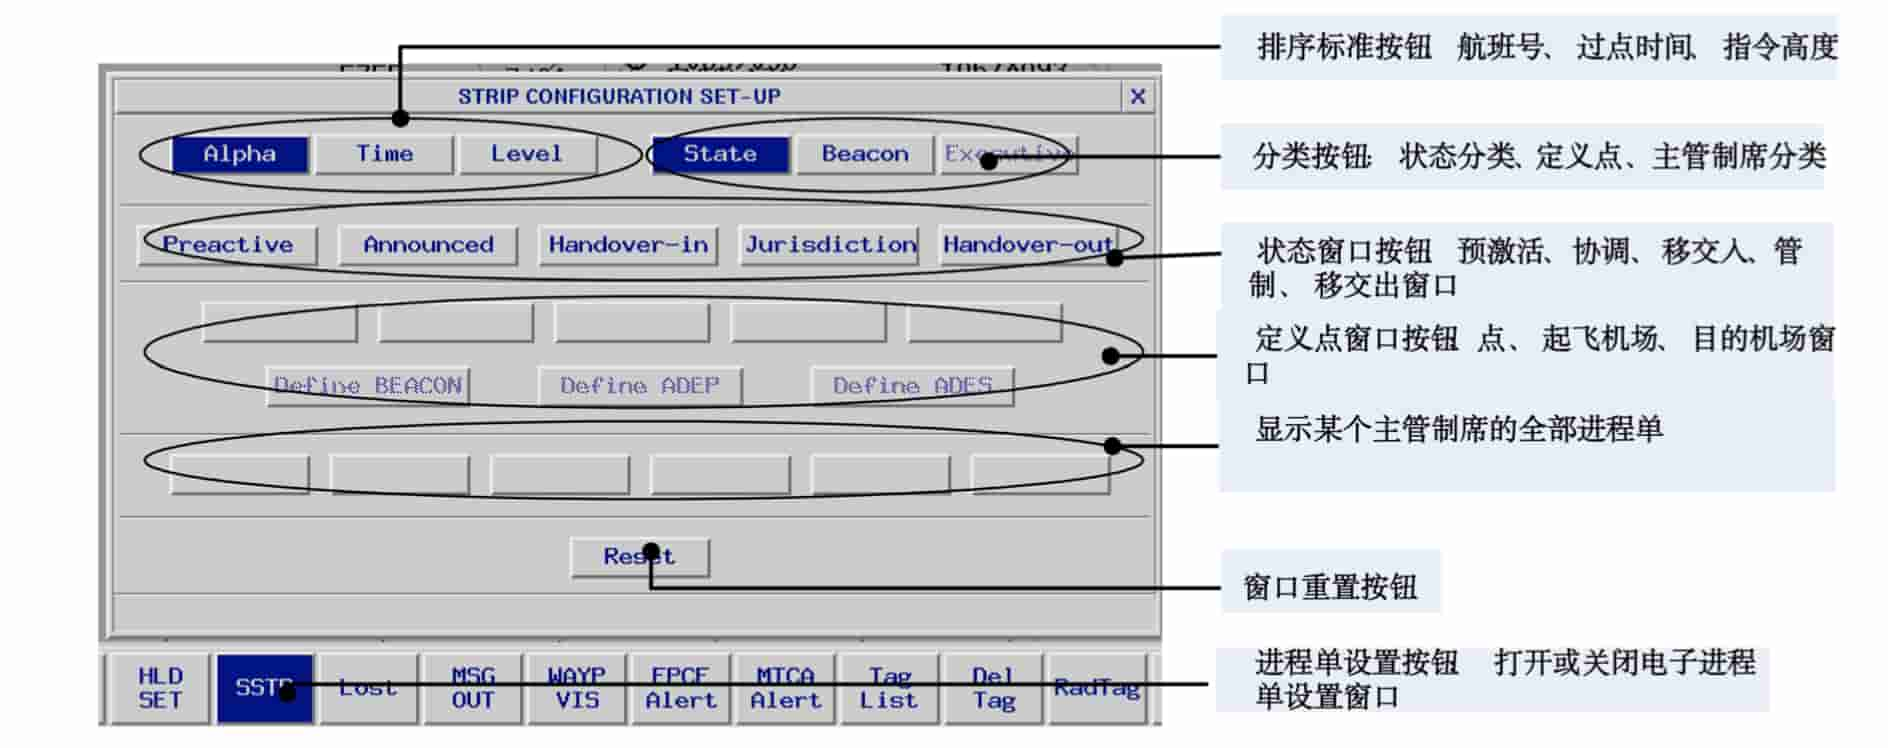 排序标准按钮 航班号、过点时间、指令高度
STRIP CONFIGURATION SET-UP X
Alpha Time Level State Beacon Executive
分类按钮: 状态分类、定义点、主管制席分类
Preactive Announced Handover-in Jurisdiction Handover-out
状态窗口按钮 预激活、协调、移交入、管
制、移交出窗口
定义点窗口按钮 点、起飞机场、目的机场窗
口
Define BEACON Define ADEP Define ADES
显示某个主管制席的全部进程单
Reset
窗口重置按钮
进程单设置按钮 打开或关闭电子进程
单设置窗口
HLD SSTP Lost MSG WAYP FPCF MTCA Tag Del RadTag
SET OUT VIS Alert Alert List Tag